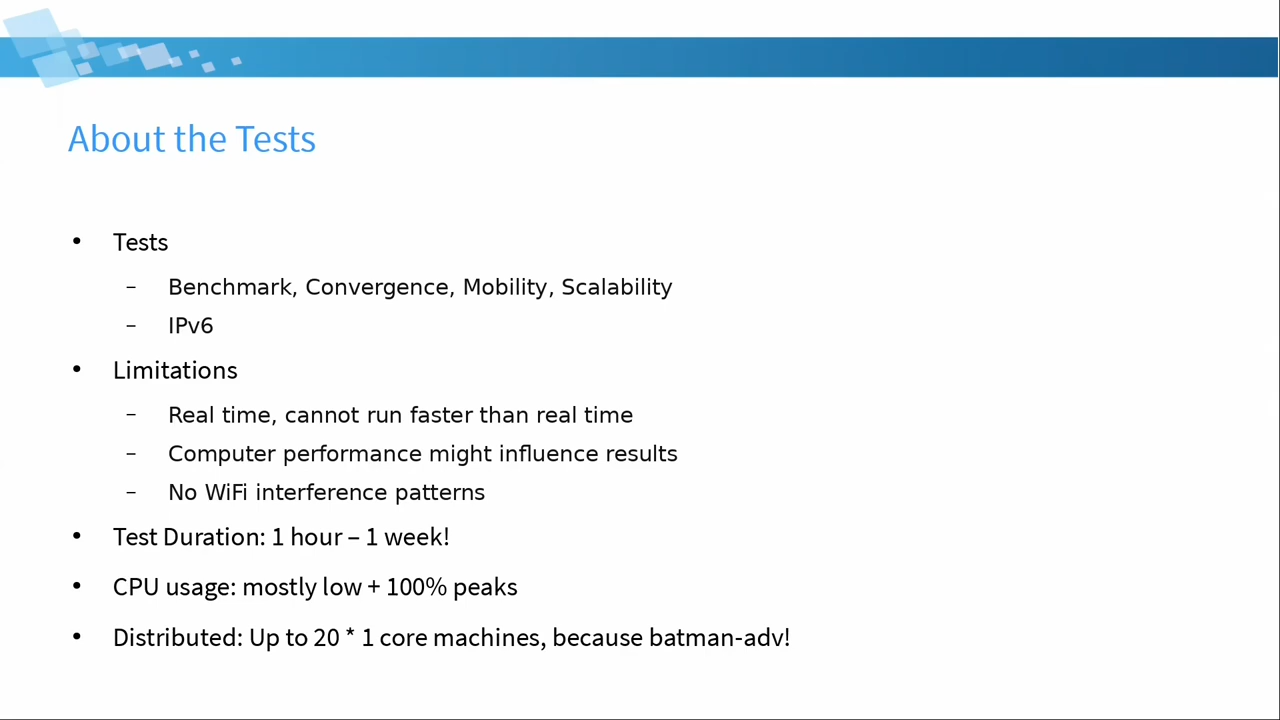 About the Tests
• Tests
– Benchmark, Convergence, Mobility, Scalability
– IPv6
• Limitations
– Real time, cannot run faster than real time
– Computer performance might influence results
– No WiFi interference patterns
• Test Duration: 1 hour – 1 week!
• CPU usage: mostly low + 100% peaks
• Distributed: Up to 20 * 1 core machines, because batman-adv!